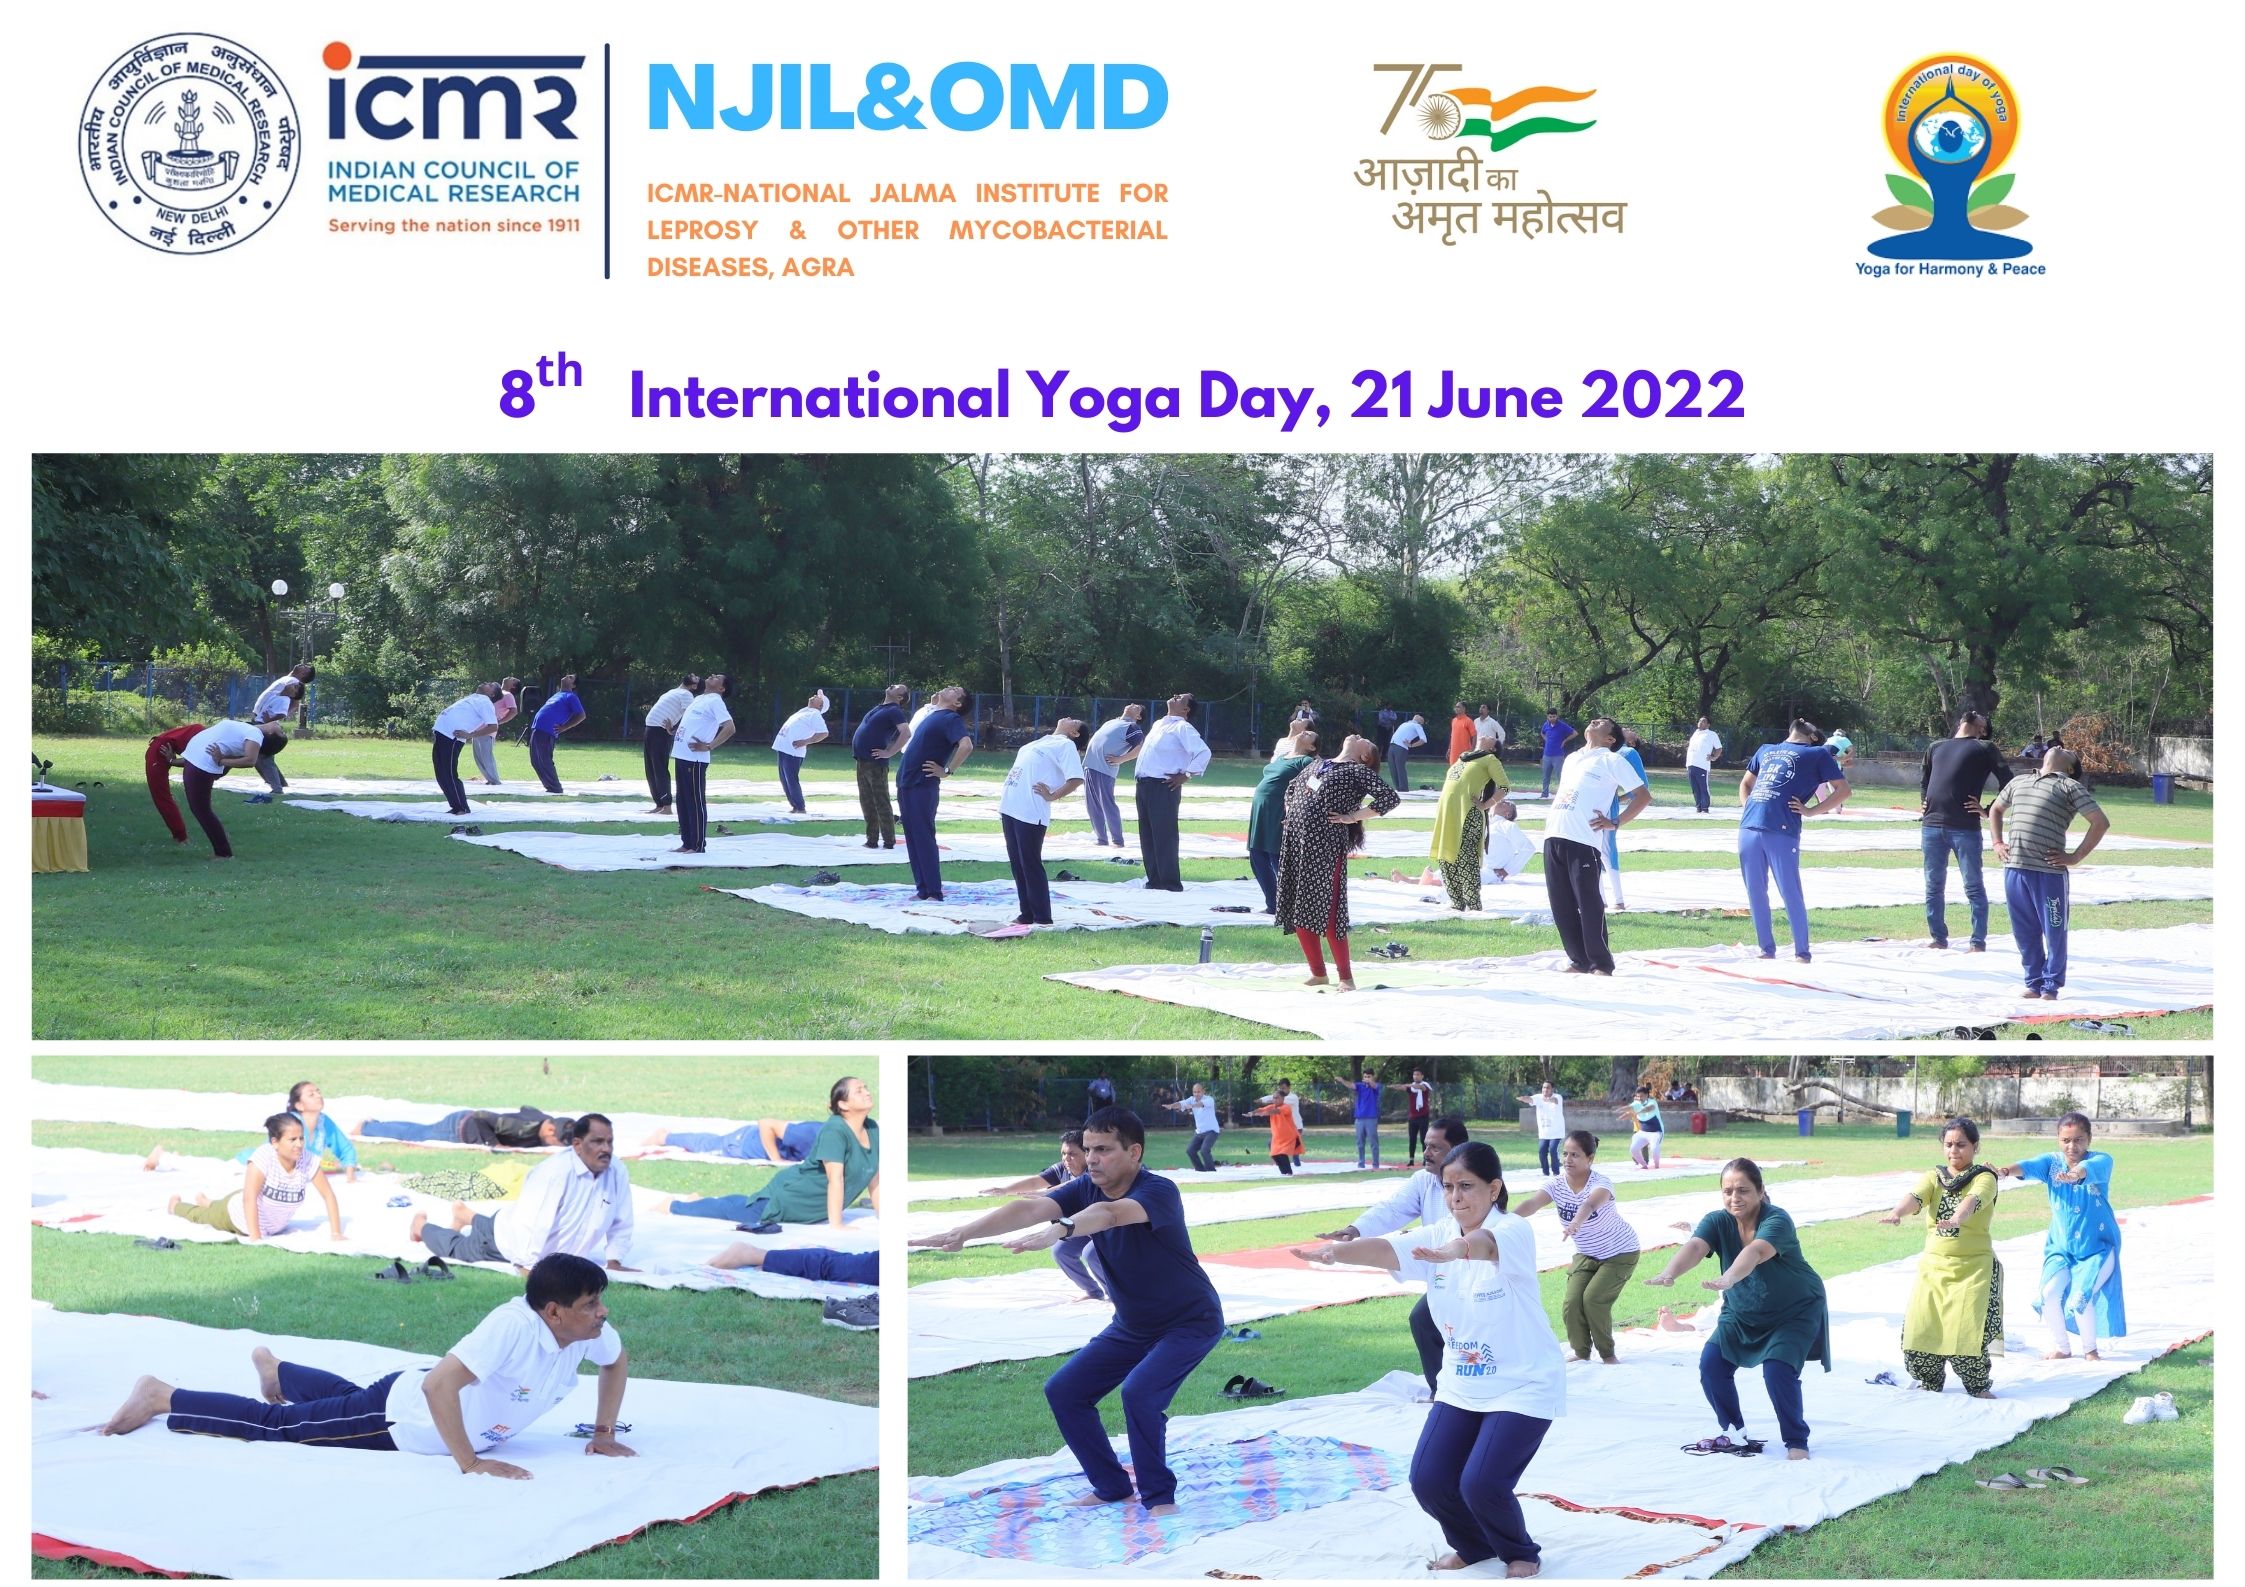 भारतीय आयुर्विज्ञान अनुसंधान परिषद
INDIAN COUNCIL OF MEDICAL RESEARCH
NEW DELHI
नई दिल्ली
icmr
INDIAN COUNCIL OF
MEDICAL RESEARCH
Serving the nation since 1911
NJIL&OMD
ICMR-NATIONAL JALMA INSTITUTE FOR
LEPROSY & OTHER MYCOBACTERIAL
DISEASES, AGRA
75
आज़ादी का
अमृत महोत्सव
International day of yoga
Yoga for Harmony & Peace
8th International Yoga Day, 21 June 2022
RUN 2.0